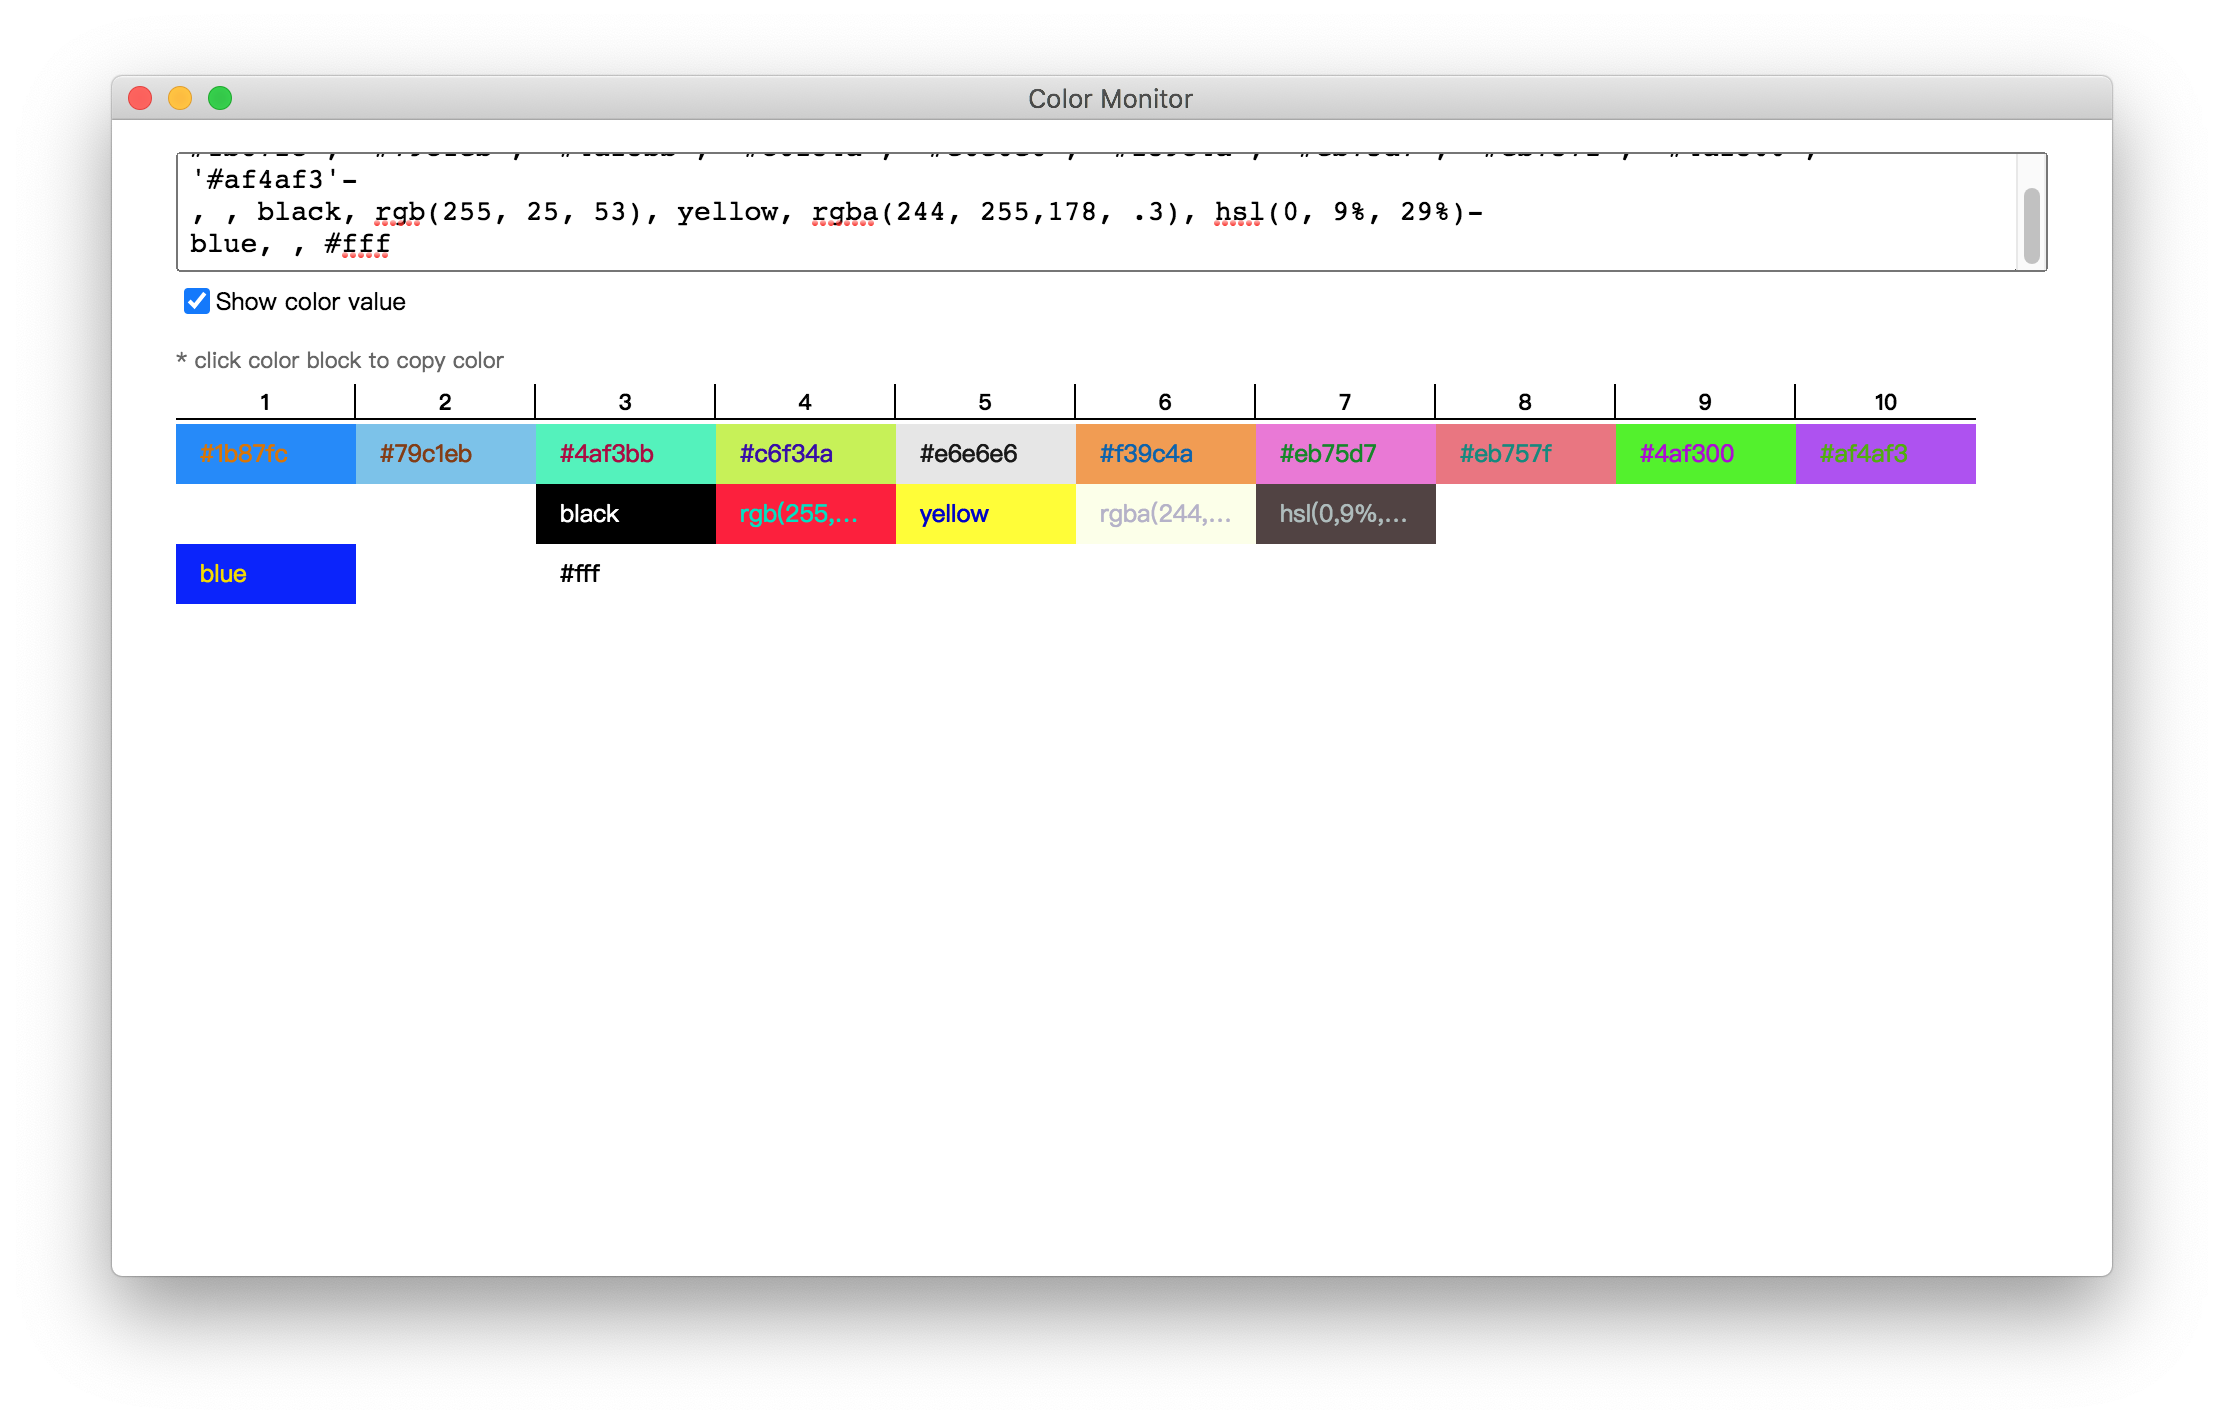 Color Monitor
'#af4af3'-
, , black, rgb(255, 25, 53), yellow, rgba(244, 255,178, .3), hsl(0, 9%, 29%)-
blue, , #fff
Show color value
* click color block to copy color
1 2 3 4 5 6 7 8 9 10
#1b87fc #79c1eb #4af3bb #c6f34a #e6e6e6 #f39c4a #eb75d7 #eb757f #4af300 #af4af3
black rgb(255,... yellow rgba(244,... hsl(0,9%,...
blue #fff